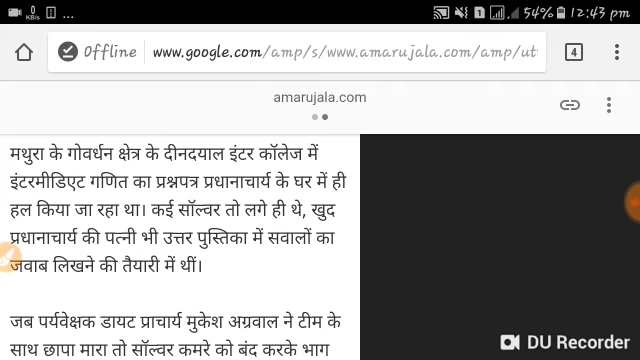 0 KB/s ... 1 54% 12:43 pm
Offline www.google.com/amp/s/www.amarujala.com/amp/ut 4
amarujala.com
मथुरा के गोवर्धन क्षेत्र के दीनदयाल इंटर कॉलेज में
इंटरमीडिएट गणित का प्रश्नपत्र प्रधानाचार्य के घर में ही
हल किया जा रहा था। कई सॉल्वर तो लगे ही थे, खुद
प्रधानाचार्य की पत्नी भी उत्तर पुस्तिका में सवालों का
जवाब लिखने की तैयारी में थीं।
जब पर्यवेक्षक डायट प्राचार्य मुकेश अग्रवाल ने टीम के
साथ छापा मारा तो सॉल्वर कमरे को बंद करके भाग
DU Recorder